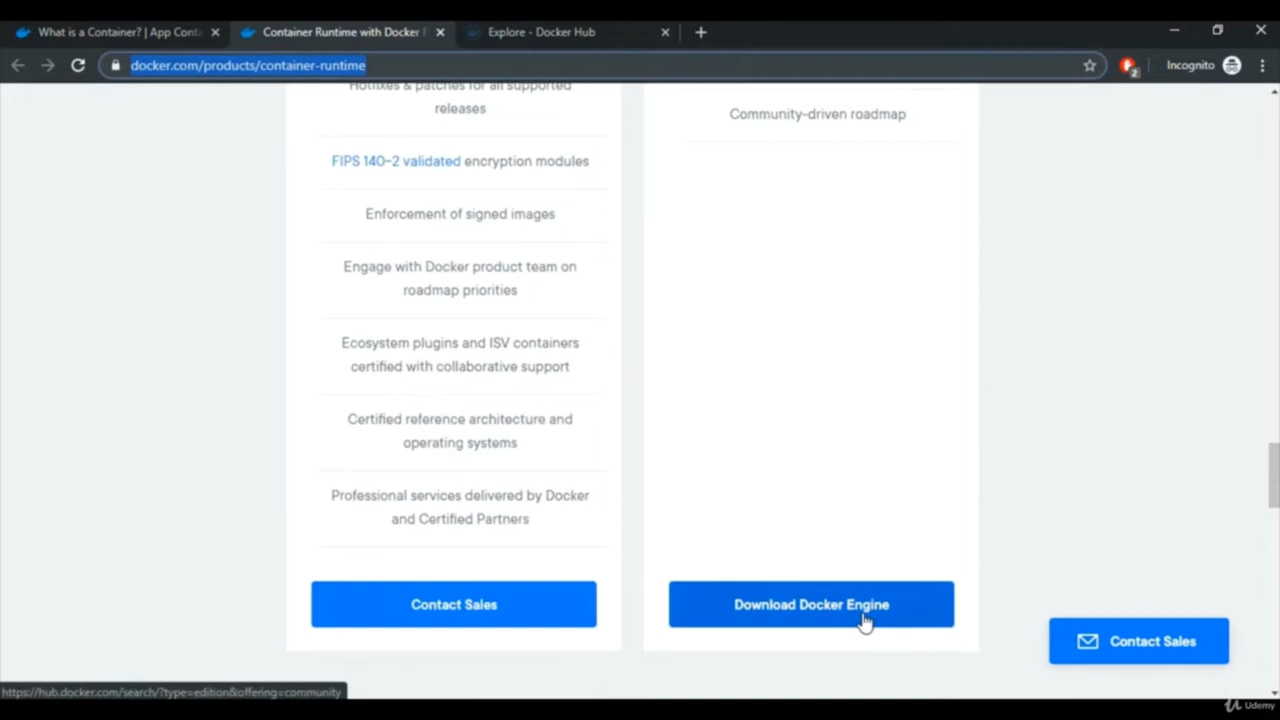 What is a Container? | App Conta
Container Runtime with Docker
Explore - Docker Hub
docker.com/products/container-runtime
2
Incognito
Hotfixes & patches for all supported
releases
FIPS 140-2 validated encryption modules
Enforcement of signed images
Engage with Docker product team on
roadmap priorities
Ecosystem plugins and ISV containers
certified with collaborative support
Certified reference architecture and
operating systems
Professional services delivered by Docker
and Certified Partners
Contact Sales
Community-driven roadmap
Download Docker Engine
Contact Sales
https://hub.docker.com/search/?type=edition&offering=community
Udemy